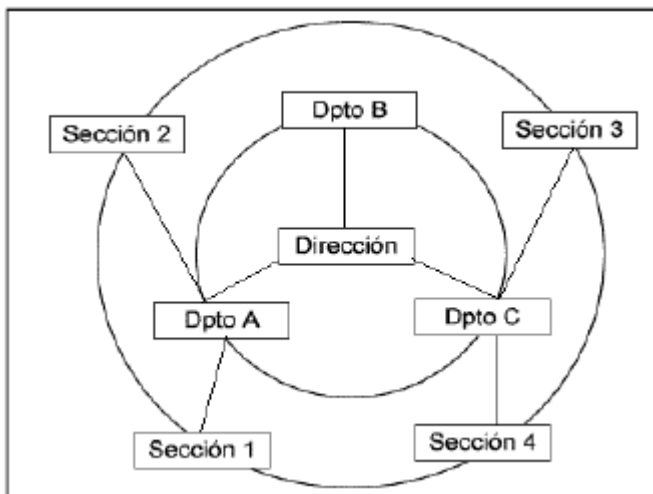 Dpto B
Sección 2
Sección 3
Dirección
Dpto A
Dpto C
Sección 1
Sección 4